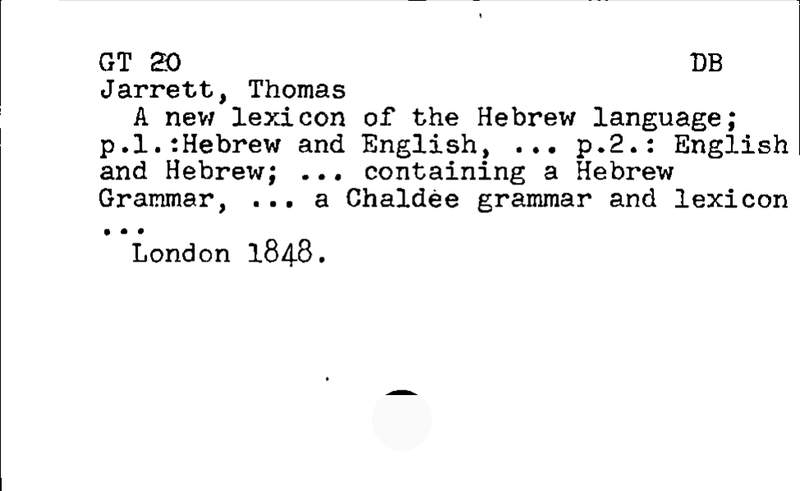 GT 20 DB
Jarrett, Thomas
A new lexicon of the Hebrew language;
p.1.:Hebrew and English, ... p.2.: English
and Hebrew; ... containing a Hebrew
Grammar, ... a Chaldee grammar and lexicon
...
London 1848.